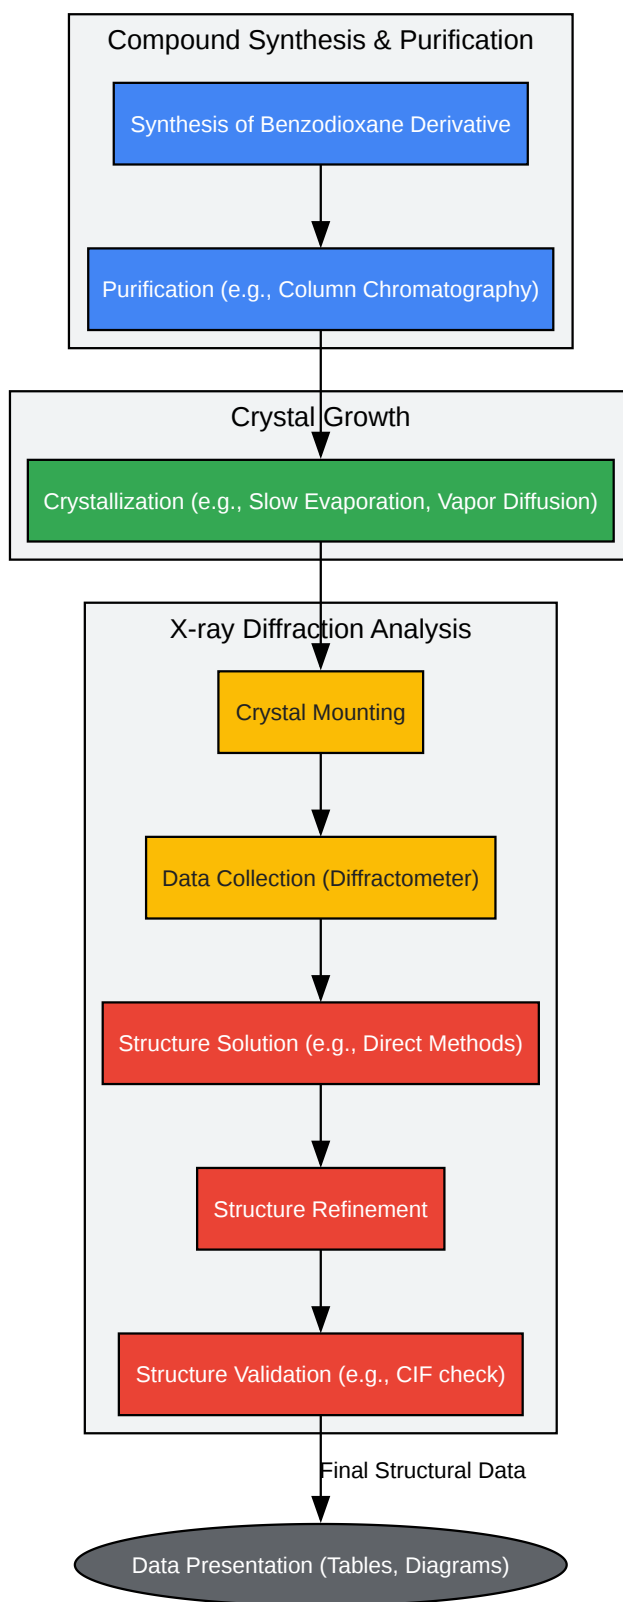 Compound Synthesis & Purification
Synthesis of Benzodioxane Derivative
Purification (e.g., Column Chromatography)
Crystal Growth
Crystallization (e.g., Slow Evaporation, Vapor Diffusion)
X-ray Diffraction Analysis
Crystal Mounting
Data Collection (Diffractometer)
Structure Solution (e.g., Direct Methods)
Structure Refinement
Structure Validation (e.g., CIF check)
Final Structural Data
Data Presentation (Tables, Diagrams)